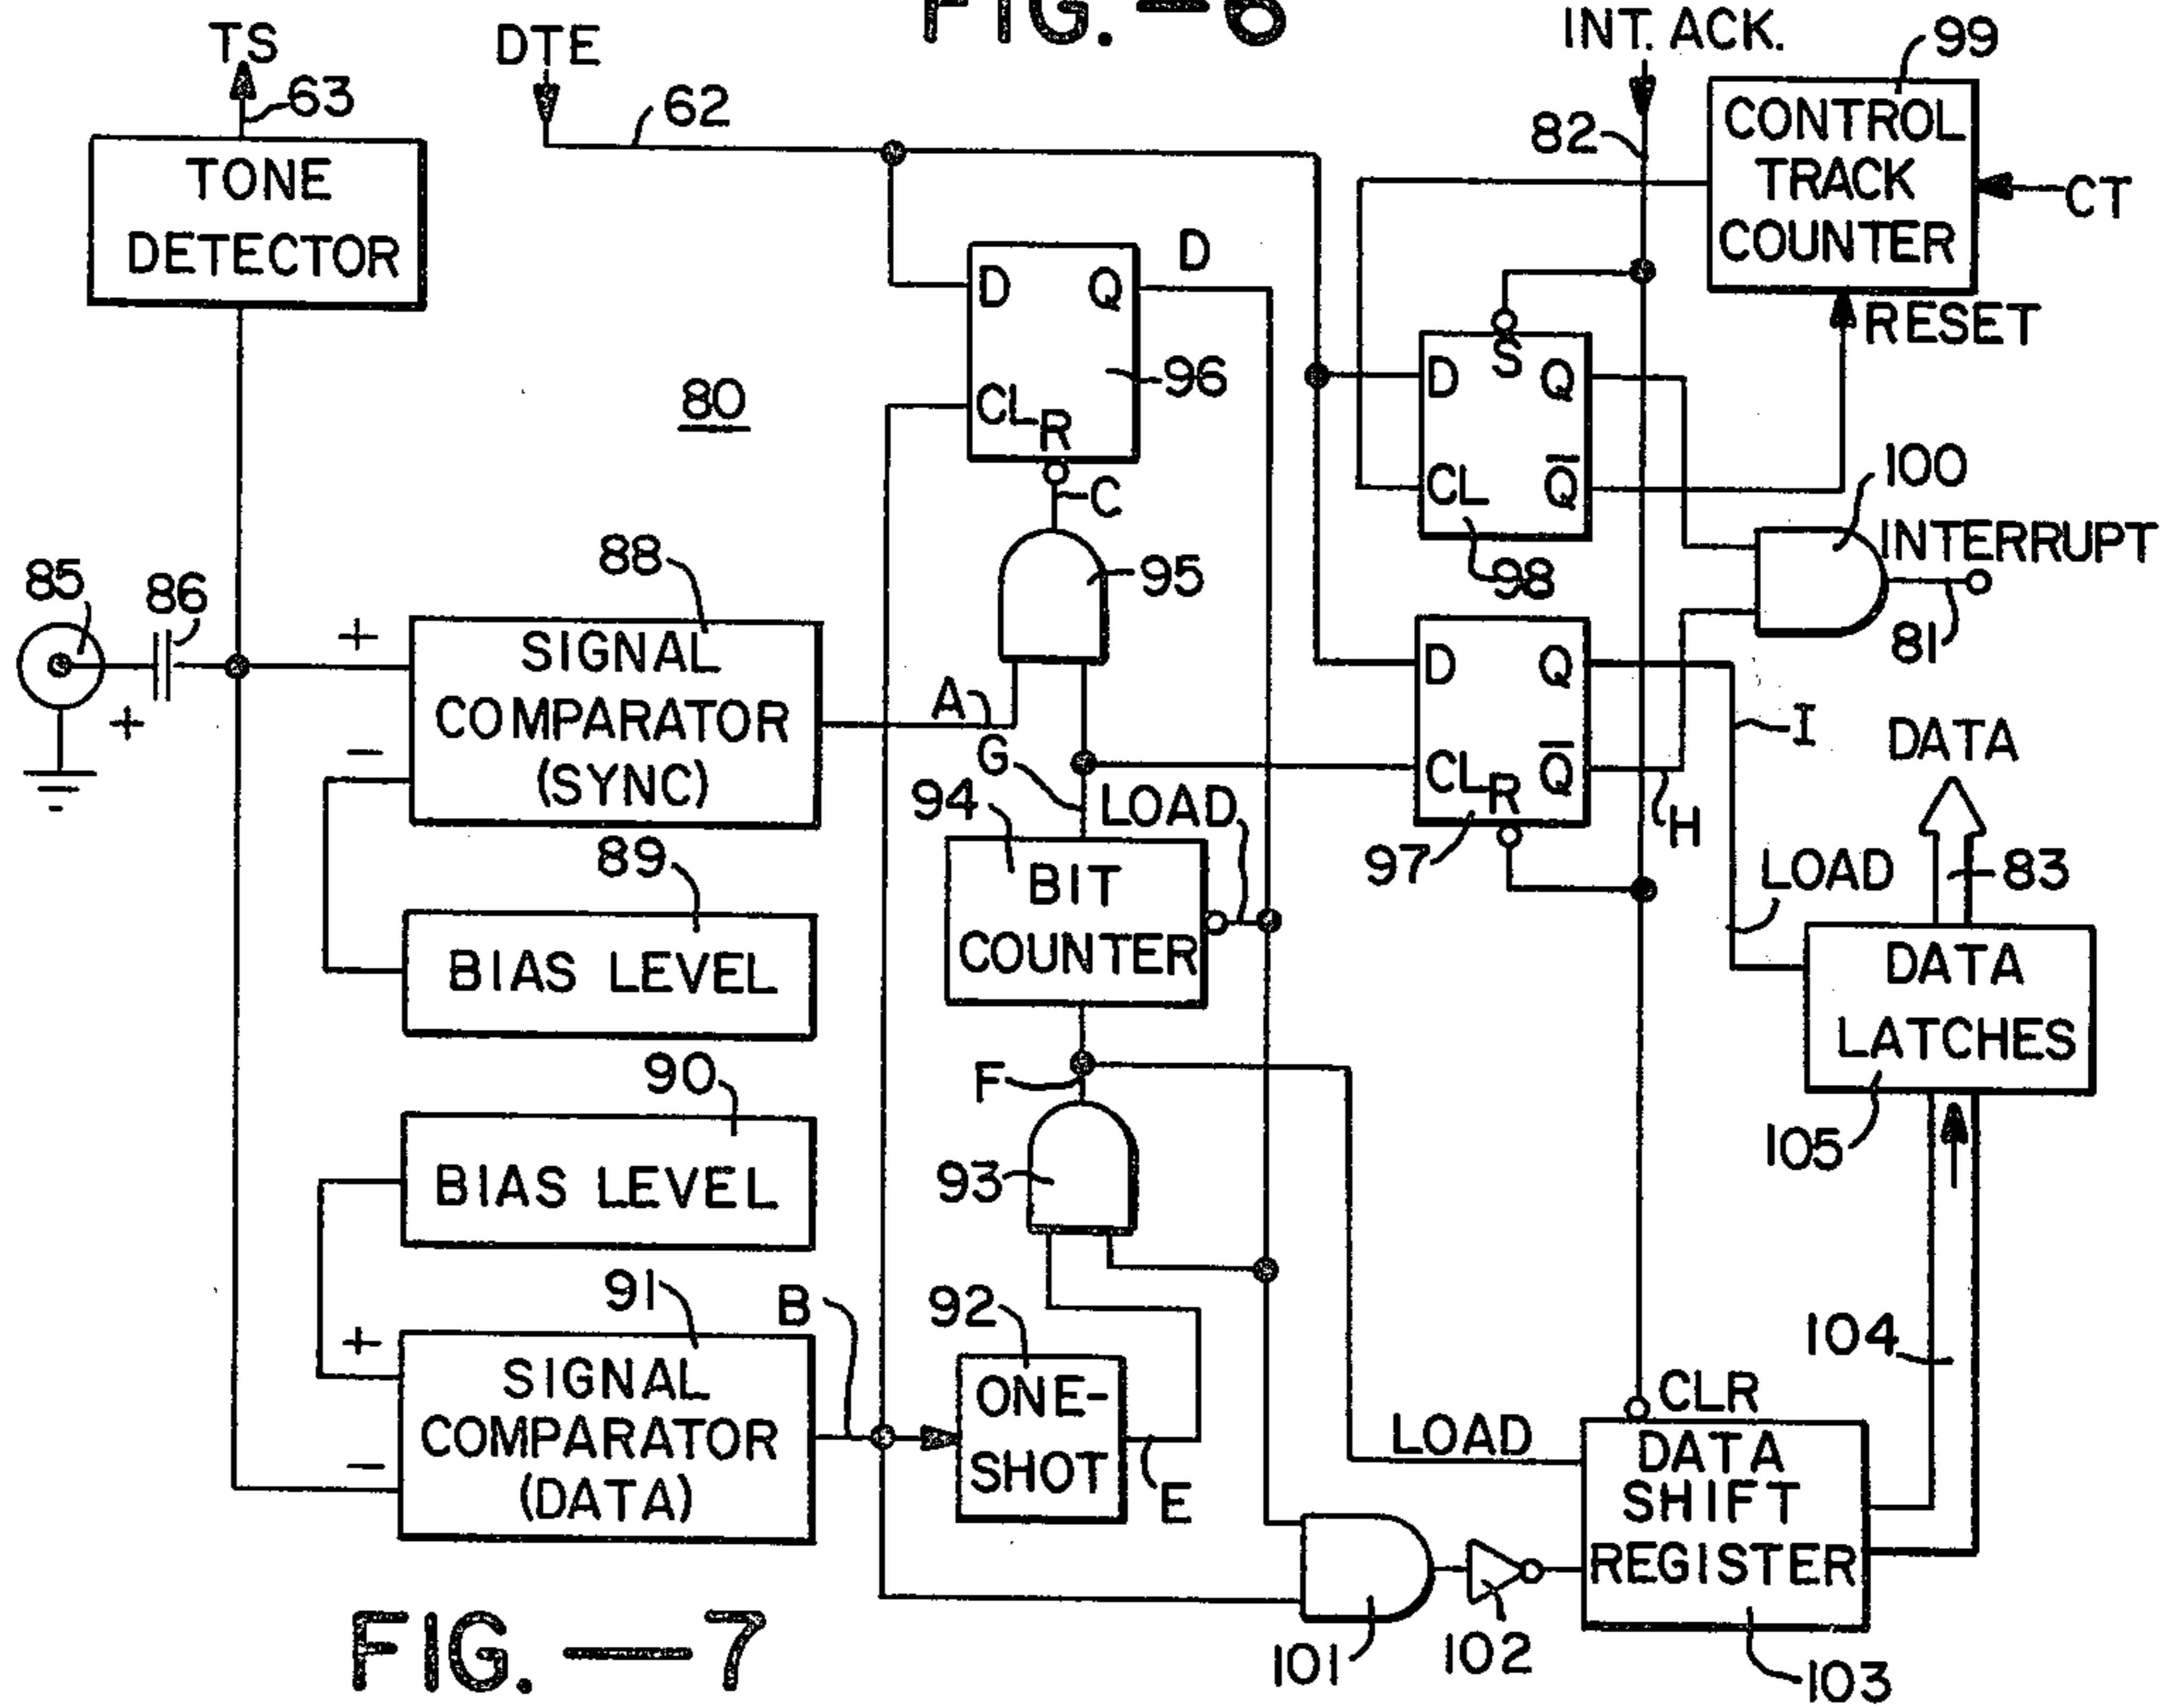 FIG.—6
TS
63
TONE
DETECTOR
DTE
62
INT. ACK.
82
99
CONTROL
TRACK
COUNTER
CT
RESET
80
D
D Q
CL R
96
C
95
S
D Q
CL Q̅
98
100
INTERRUPT
81
85
86
+
88
+
−
SIGNAL
COMPARATOR
(SYNC)
A
G
D Q
CL R Q̅
97
H
I
DATA
83
LOAD
89
BIAS LEVEL
94
LOAD
BIT
COUNTER
DATA
LATCHES
105
90
BIAS LEVEL
F
93
91
+
−
SIGNAL
COMPARATOR
(DATA)
B
92
ONE-
SHOT
E
104
CLR
LOAD
DATA
SHIFT
REGISTER
101
102
103
FIG.—7